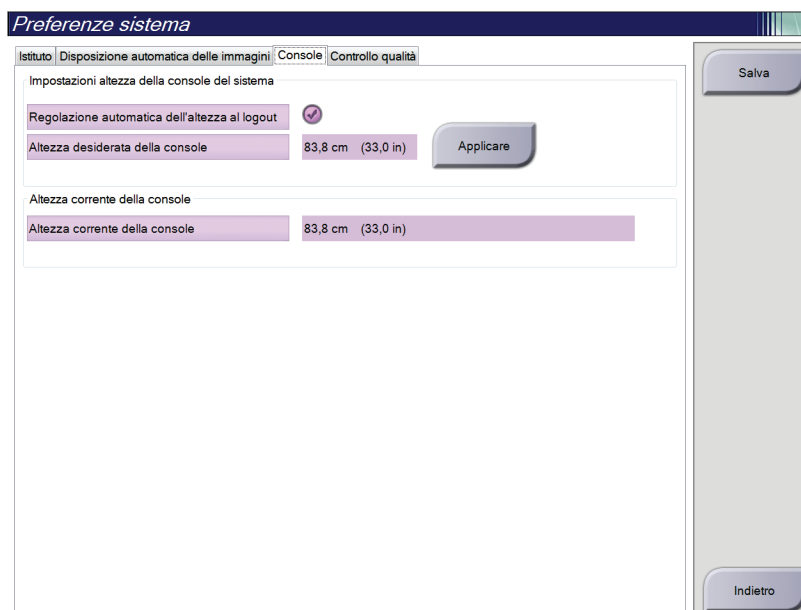 Preferenze sistema
Istituto Disposizione automatica delle immagini Console Controllo qualità
Salva
Impostazioni altezza della console del sistema
Regolazione automatica dell'altezza al logout
Altezza desiderata della console 83,8 cm (33,0 in) Applicare
Altezza corrente della console
Altezza corrente della console 83,8 cm (33,0 in)
Indietro